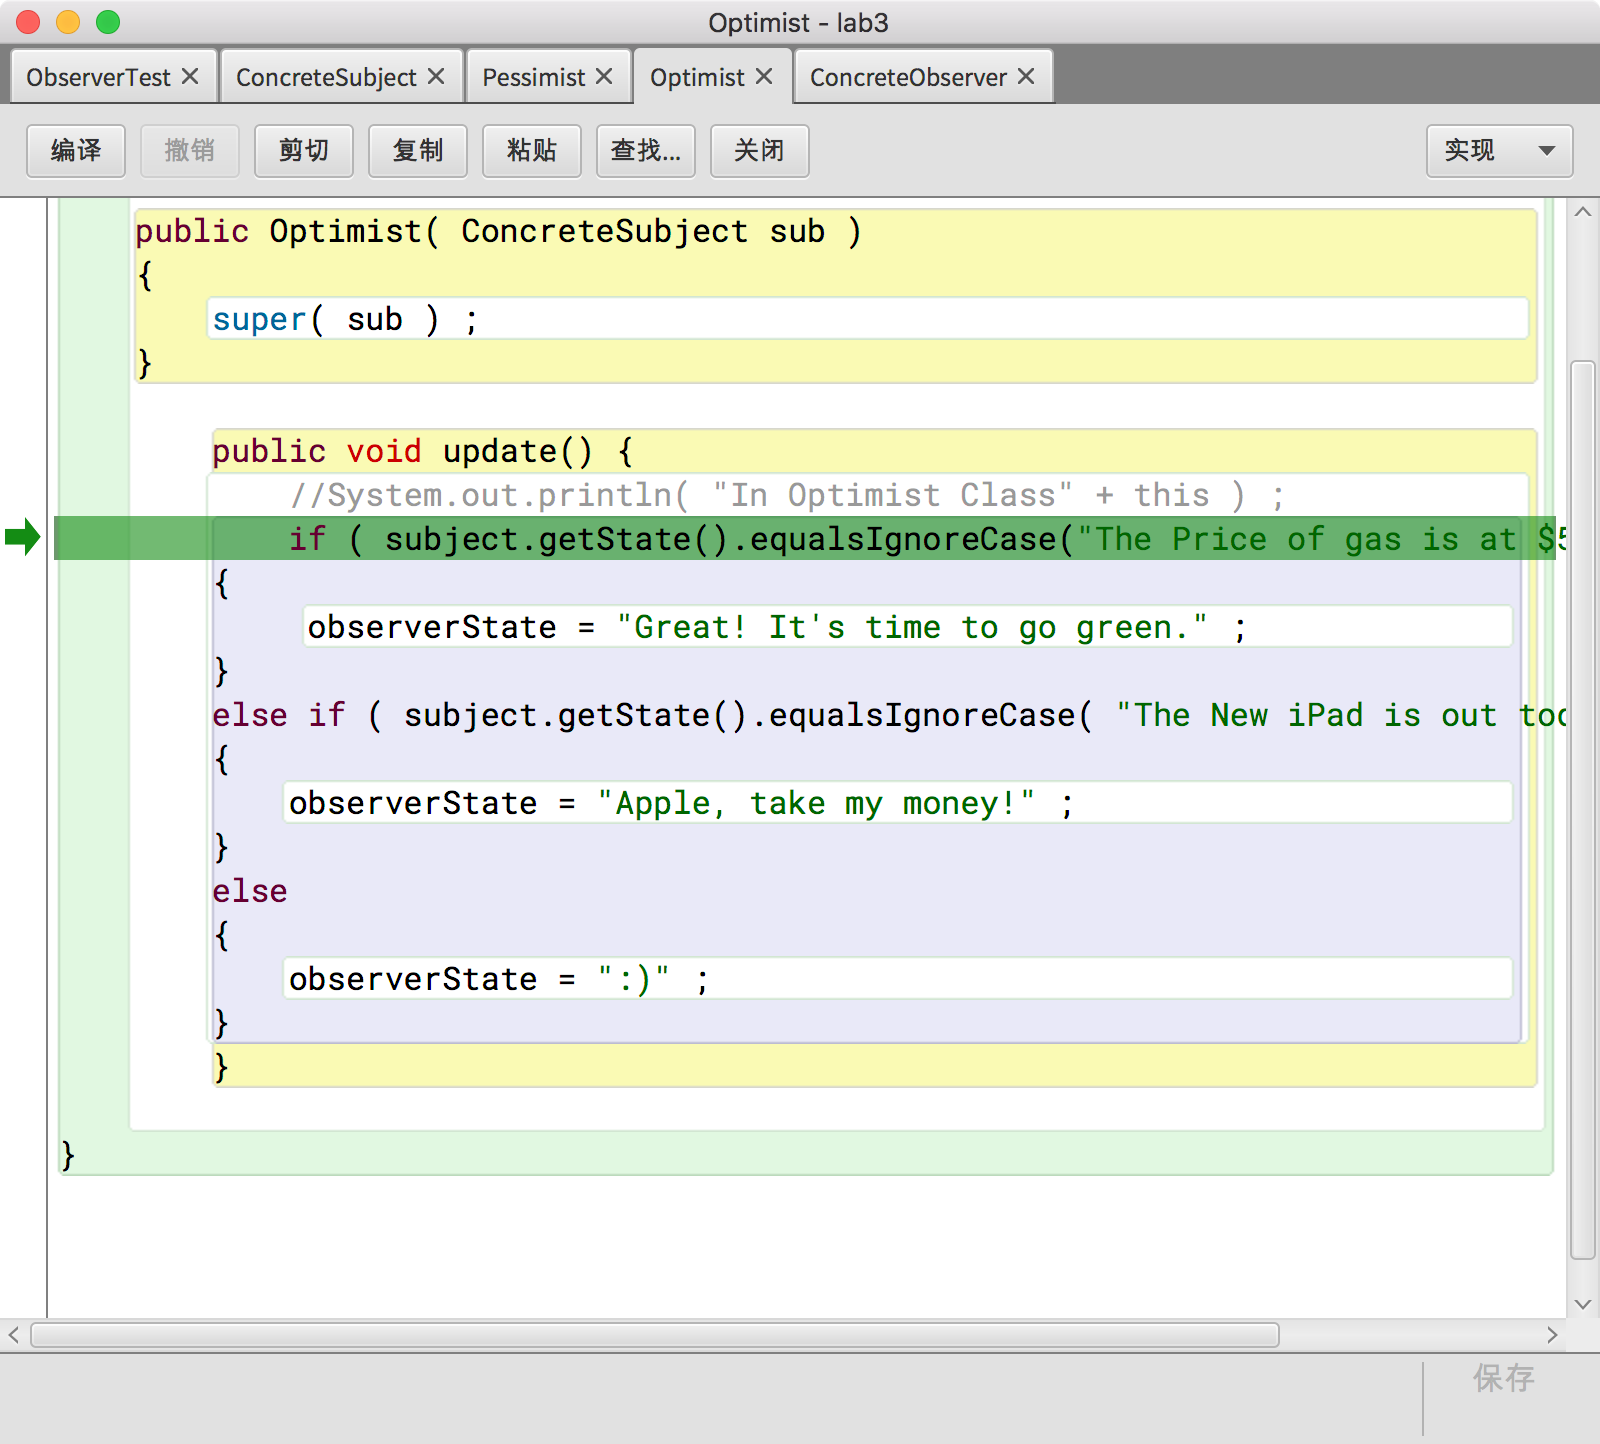 Optimist - lab3
ObserverTest ConcreteSubject Pessimist Optimist ConcreteObserver
编译 撤销 剪切 复制 粘贴 查找... 关闭 实现
public Optimist( ConcreteSubject sub )
{
super( sub ) ;
}
public void update() {
//System.out.println( "In Optimist Class" + this ) ;
if ( subject.getState().equalsIgnoreCase("The Price of gas is at $5
{
observerState = "Great! It's time to go green." ;
}
else if ( subject.getState().equalsIgnoreCase( "The New iPad is out
{
observerState = "Apple, take my money!" ;
}
else
{
observerState = ":)" ;
}
}
}
保存